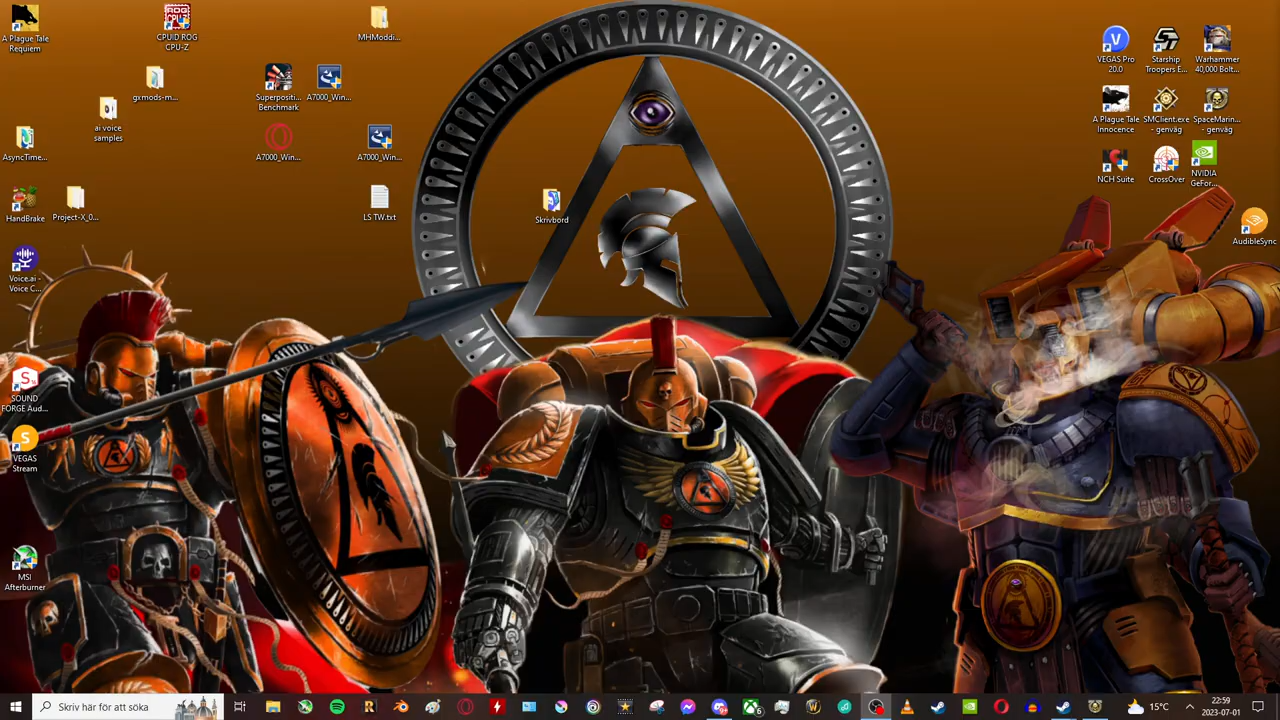 A Plague Tale
Requiem
CPUID ROG
CPU-Z
MHModdi...
VEGAS Pro
20.0
Starship
Troopers E...
Warhammer
40,000 Bolt...
gxmods-m...
Superpositi...
Benchmark
A7000_Win...
ai voice
samples
A Plague Tale
Innocence
SMClient.exe
- genväg
SpaceMarin...
- genväg
AsyncTime...
A7000_Win...
A7000_Win...
NCH Suite
CrossOver
NVIDIA
GeFor...
HandBrake
Project-X_0...
LS TW.txt
Skrivbord
AudibleSync
Voice.ai -
Voice C...
SOUND
FORGE Aud...
VEGAS
Stream
MSI
Afterburner
Skriv här för att söka
15°C
22:59
2023-07-01